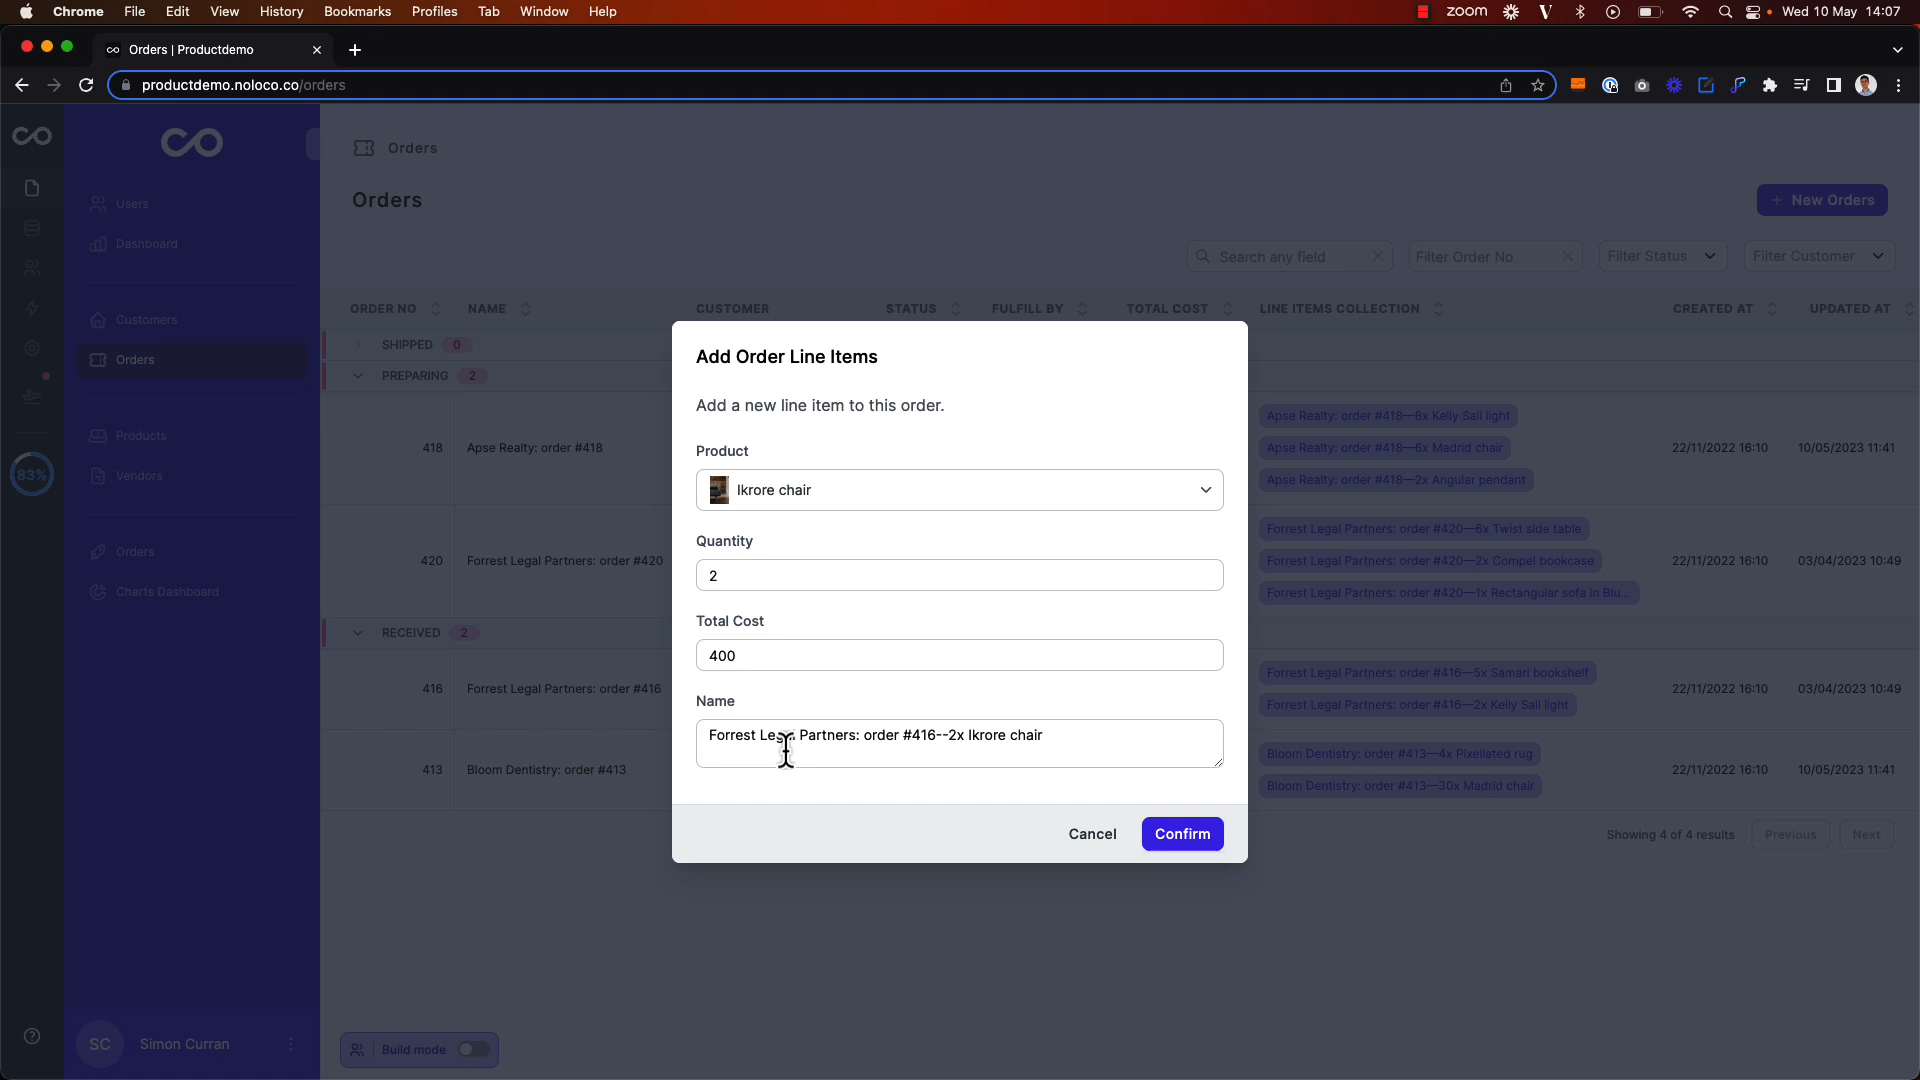 Chrome File Edit View History Bookmarks Profiles Tab Window Help zoom Wed 10 May 14:07
Orders | Productdemo
productdemo.noloco.co/orders
Orders
Users
Orders
+ New Orders
Dashboard
Search any field Filter Order No Filter Status Filter Customer
ORDER NO NAME CUSTOMER STATUS FULFILL BY TOTAL COST LINE ITEMS COLLECTION CREATED AT UPDATED AT
Customers
SHIPPED 0
Orders
PREPARING 2
Products
Vendors
83%
Orders
Charts Dashboard
418 Apse Realty: order #418
Apse Realty: order #418—8x Kelly Sail light
Apse Realty: order #418—6x Madrid chair
Apse Realty: order #418—2x Angular pendant
22/11/2022 16:10 10/05/2023 11:41
420 Forrest Legal Partners: order #420
Forrest Legal Partners: order #420—6x Twist side table
Forrest Legal Partners: order #420—2x Compel bookcase
Forrest Legal Partners: order #420—1x Rectangular sofa in Blu...
22/11/2022 16:10 03/04/2023 10:49
RECEIVED 2
416 Forrest Legal Partners: order #416
Forrest Legal Partners: order #416—5x Samari bookshelf
Forrest Legal Partners: order #416—2x Kelly Sail light
22/11/2022 16:10 03/04/2023 10:49
413 Bloom Dentistry: order #413
Bloom Dentistry: order #413—4x Pixellated rug
Bloom Dentistry: order #413—30x Madrid chair
22/11/2022 16:10 10/05/2023 11:41
Showing 4 of 4 results Previous Next
Add Order Line Items
Add a new line item to this order.
Product
Ikrore chair
Quantity
2
Total Cost
400
Name
Forrest Legal Partners: order #416--2x Ikrore chair
Cancel Confirm
SC Simon Curran
Build mode